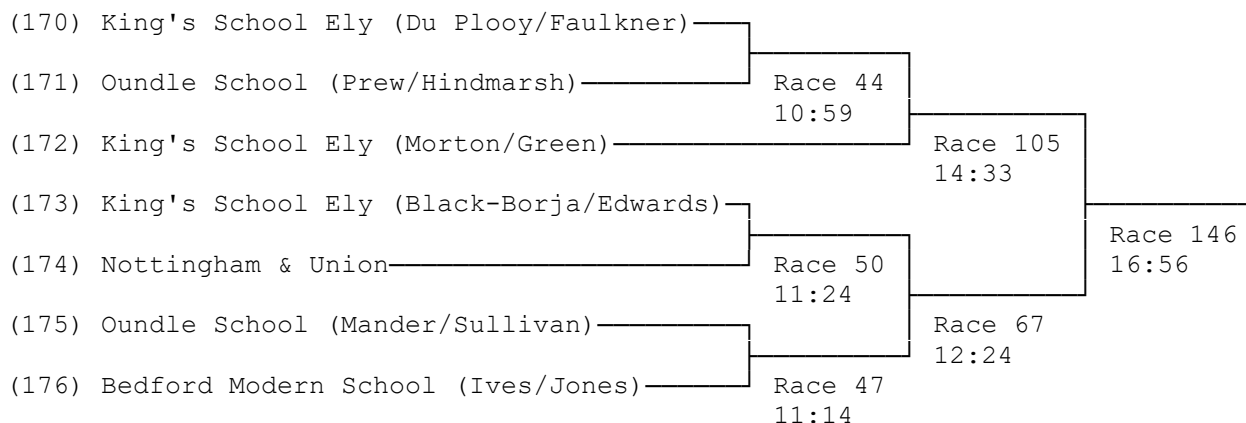 (170) King's School Ely (Du Plooy/Faulkner)
(171) Oundle School (Prew/Hindmarsh)
Race 44
10:59
(172) King's School Ely (Morton/Green)
Race 105
14:33
(173) King's School Ely (Black-Borja/Edwards)
Race 146
(174) Nottingham & Union
Race 50
16:56
11:24
(175) Oundle School (Mander/Sullivan)
Race 67
12:24
(176) Bedford Modern School (Ives/Jones)
Race 47
11:14